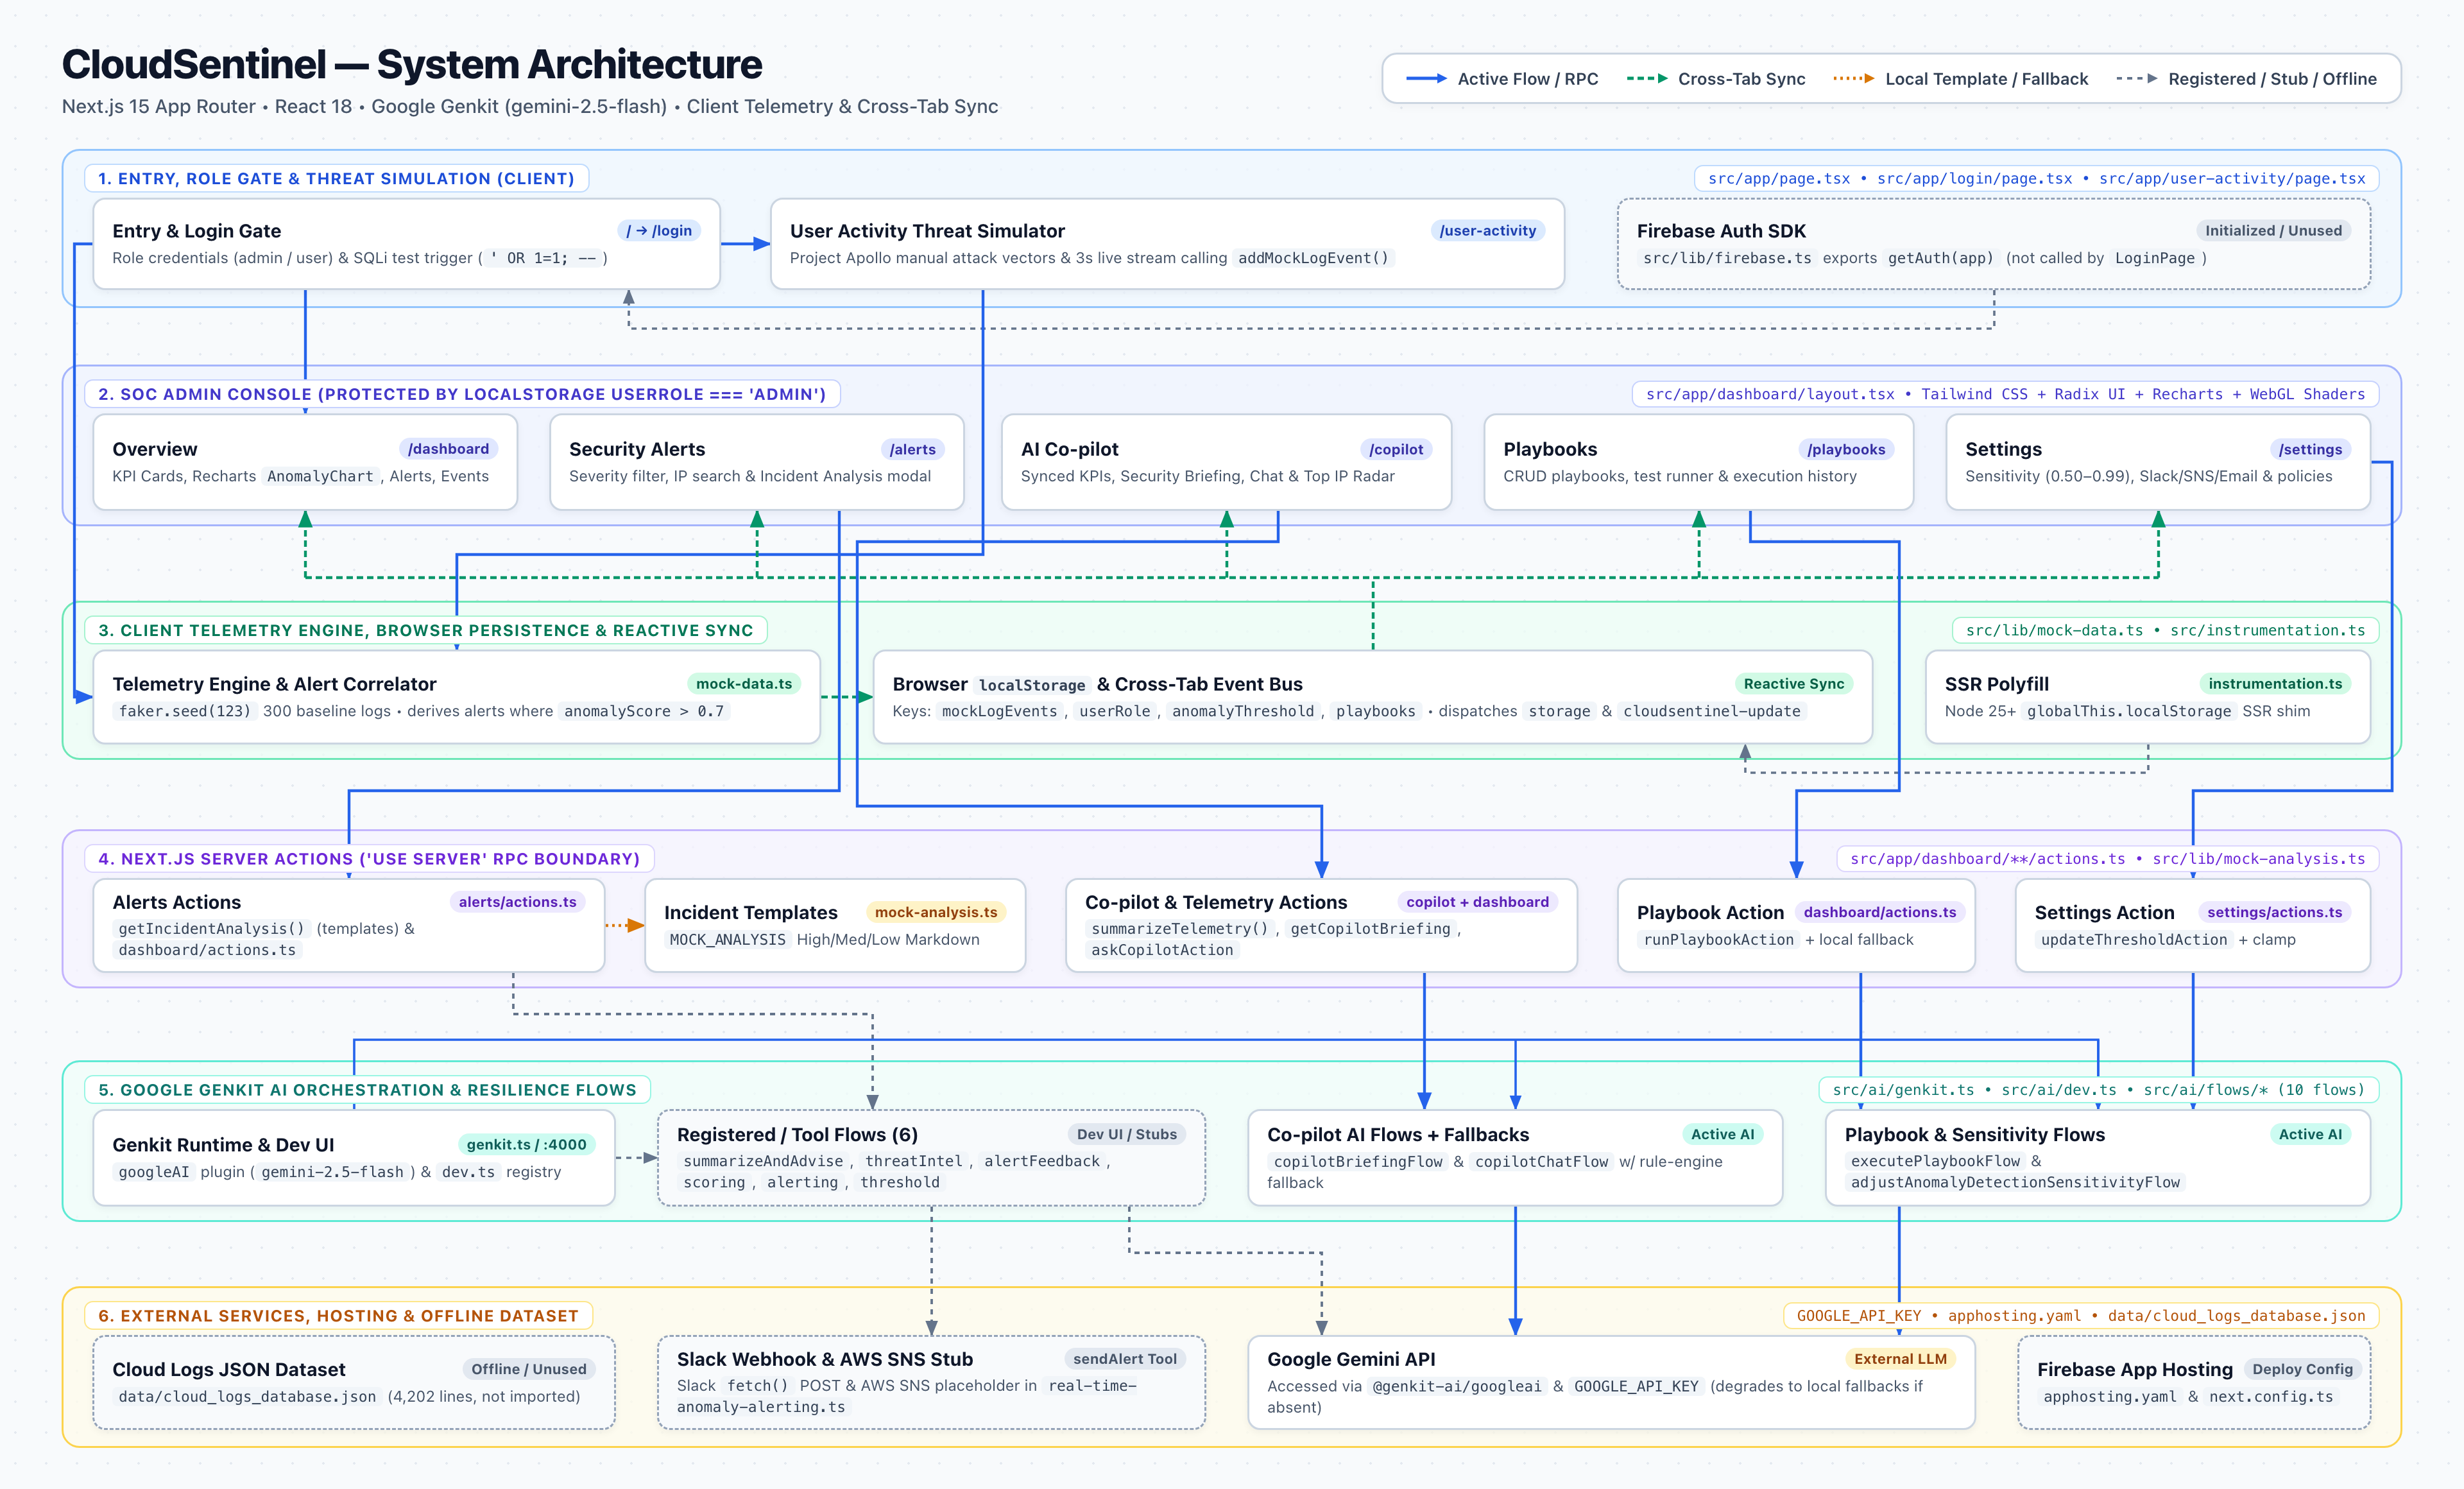 CloudSentinel — System Architecture
Next.js 15 App Router • React 18 • Google Genkit (gemini-2.5-flash) • Client Telemetry & Cross-Tab Sync
Active Flow / RPC
Cross-Tab Sync
Local Template / Fallback
Registered / Stub / Offline
1. ENTRY, ROLE GATE & THREAT SIMULATION (CLIENT)
src/app/page.tsx • src/app/login/page.tsx • src/app/user-activity/page.tsx
Entry & Login Gate
/ → /login
Role credentials (admin / user) & SQLi test trigger ( ' OR 1=1; -- )
User Activity Threat Simulator
/user-activity
Project Apollo manual attack vectors & 3s live stream calling addMockLogEvent()
Firebase Auth SDK
Initialized / Unused
src/lib/firebase.ts exports getAuth(app) (not called by LoginPage )
2. SOC ADMIN CONSOLE (PROTECTED BY LOCALSTORAGE USERROLE === 'ADMIN')
src/app/dashboard/layout.tsx • Tailwind CSS + Radix UI + Recharts + WebGL Shaders
Overview
/dashboard
KPI Cards, Recharts AnomalyChart , Alerts, Events
Security Alerts
/alerts
Severity filter, IP search & Incident Analysis modal
AI Co-pilot
/copilot
Synced KPIs, Security Briefing, Chat & Top IP Radar
Playbooks
/playbooks
CRUD playbooks, test runner & execution history
Settings
/settings
Sensitivity (0.50–0.99), Slack/SNS/Email & policies
3. CLIENT TELEMETRY ENGINE, BROWSER PERSISTENCE & REACTIVE SYNC
src/lib/mock-data.ts • src/instrumentation.ts
Telemetry Engine & Alert Correlator
mock-data.ts
faker.seed(123) 300 baseline logs • derives alerts where anomalyScore > 0.7
Browser localStorage & Cross-Tab Event Bus
Reactive Sync
Keys: mockLogEvents , userRole , anomalyThreshold , playbooks • dispatches storage & cloudsentinel-update
SSR Polyfill
instrumentation.ts
Node 25+ globalThis.localStorage SSR shim
4. NEXT.JS SERVER ACTIONS ('USE SERVER' RPC BOUNDARY)
src/app/dashboard/**/actions.ts • src/lib/mock-analysis.ts
Alerts Actions
alerts/actions.ts
getIncidentAnalysis() (templates) &
dashboard/actions.ts
Incident Templates
mock-analysis.ts
MOCK_ANALYSIS High/Med/Low Markdown
Co-pilot & Telemetry Actions
copilot + dashboard
summarizeTelemetry() , getCopilotBriefing ,
askCopilotAction
Playbook Action
dashboard/actions.ts
runPlaybookAction + local fallback
Settings Action
settings/actions.ts
updateThresholdAction + clamp
5. GOOGLE GENKIT AI ORCHESTRATION & RESILIENCE FLOWS
src/ai/genkit.ts • src/ai/dev.ts • src/ai/flows/* (10 flows)
Genkit Runtime & Dev UI
genkit.ts / :4000
googleAI plugin ( gemini-2.5-flash ) & dev.ts registry
Registered / Tool Flows (6)
Dev UI / Stubs
summarizeAndAdvise , threatIntel , alertFeedback ,
scoring , alerting , threshold
Co-pilot AI Flows + Fallbacks
Active AI
copilotBriefingFlow & copilotChatFlow w/ rule-engine
fallback
Playbook & Sensitivity Flows
Active AI
executePlaybookFlow &
adjustAnomalyDetectionSensitivityFlow
6. EXTERNAL SERVICES, HOSTING & OFFLINE DATASET
GOOGLE_API_KEY • apphosting.yaml • data/cloud_logs_database.json
Cloud Logs JSON Dataset
Offline / Unused
data/cloud_logs_database.json (4,202 lines, not imported)
Slack Webhook & AWS SNS Stub
sendAlert Tool
Slack fetch() POST & AWS SNS placeholder in real-time-
anomaly-alerting.ts
Google Gemini API
External LLM
Accessed via @genkit-ai/googleai & GOOGLE_API_KEY (degrades to local fallbacks if
absent)
Firebase App Hosting
Deploy Config
apphosting.yaml & next.config.ts